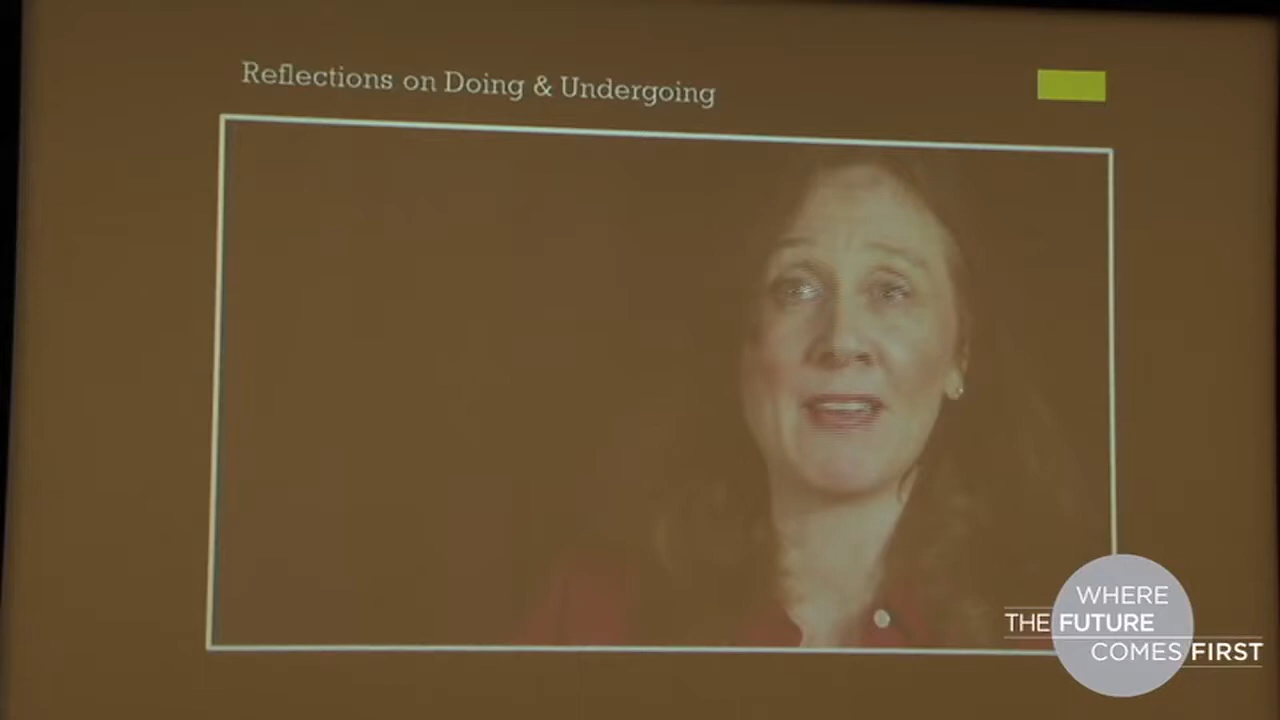 Reflections on Doing & Undergoing
WHERE
THE FUTURE
COMES FIRST